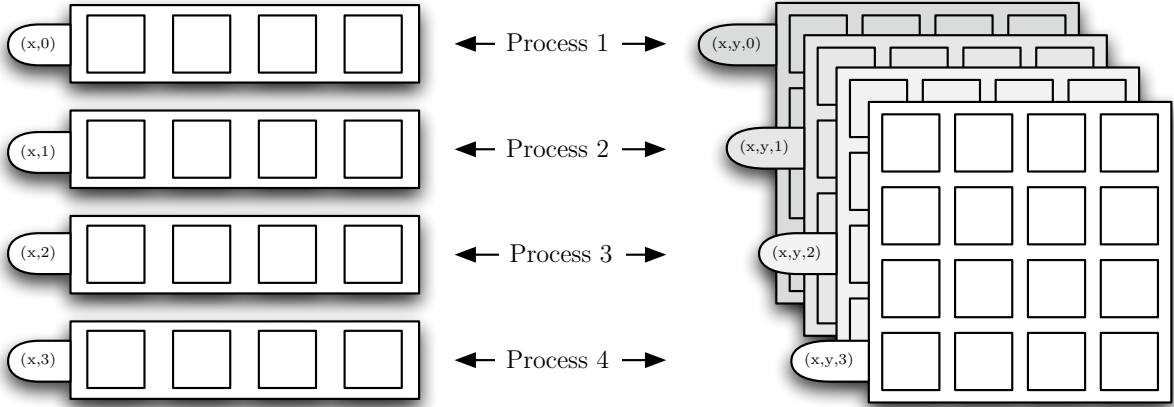 (x,0) Process 1 (x,y,0)
(x,1) Process 2 (x,y,1)
(x,2) Process 3 (x,y,2)
(x,3) Process 4 (x,y,3)